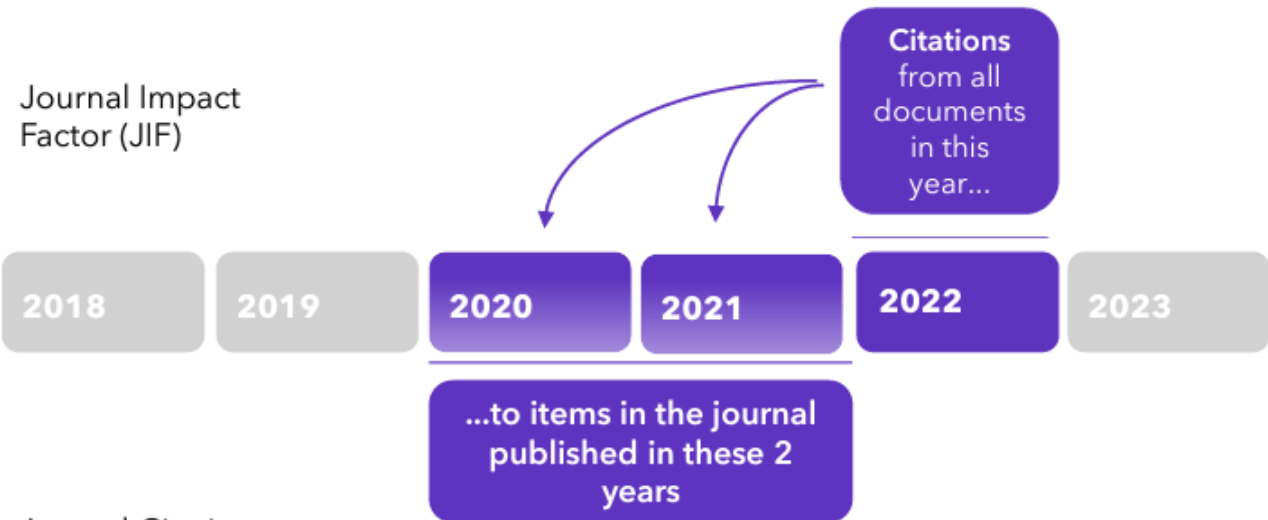 Citations
from all
documents
in this
year...
Journal Impact
Factor (JIF)
2018
2019
2020
2021
2022
2023
...to items in the journal
published in these 2
years